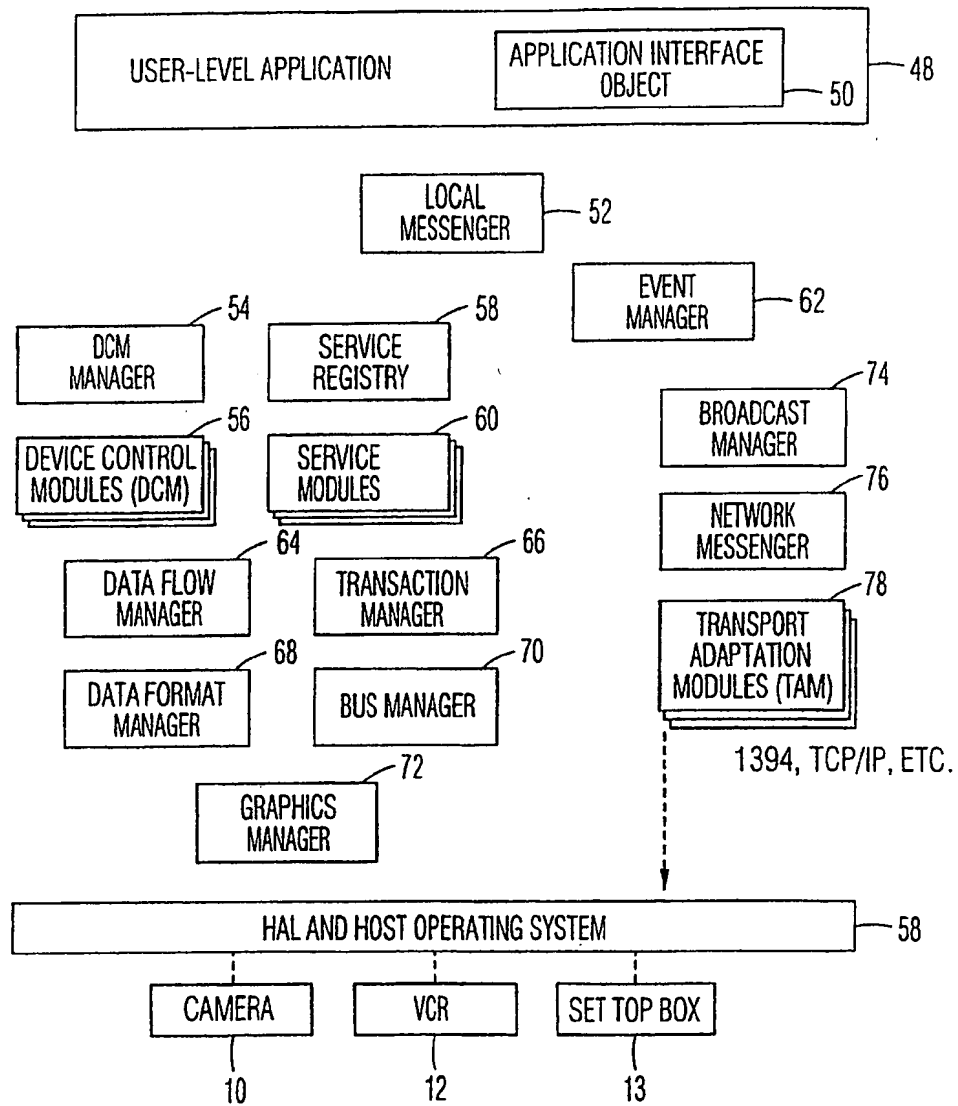 USER-LEVEL APPLICATION
APPLICATION INTERFACE
OBJECT
50
48
LOCAL
MESSENGER
52
EVENT
MANAGER
62
54
DCM
MANAGER
58
SERVICE
REGISTRY
74
BROADCAST
MANAGER
56
DEVICE CONTROL
MODULES (DCM)
60
SERVICE
MODULES
76
NETWORK
MESSENGER
64
DATA FLOW
MANAGER
66
TRANSACTION
MANAGER
78
TRANSPORT
ADAPTATION
MODULES (TAM)
68
DATA FORMAT
MANAGER
70
BUS MANAGER
1394, TCP/IP, ETC.
72
GRAPHICS
MANAGER
HAL AND HOST OPERATING SYSTEM
58
CAMERA
VCR
SET TOP BOX
10
12
13